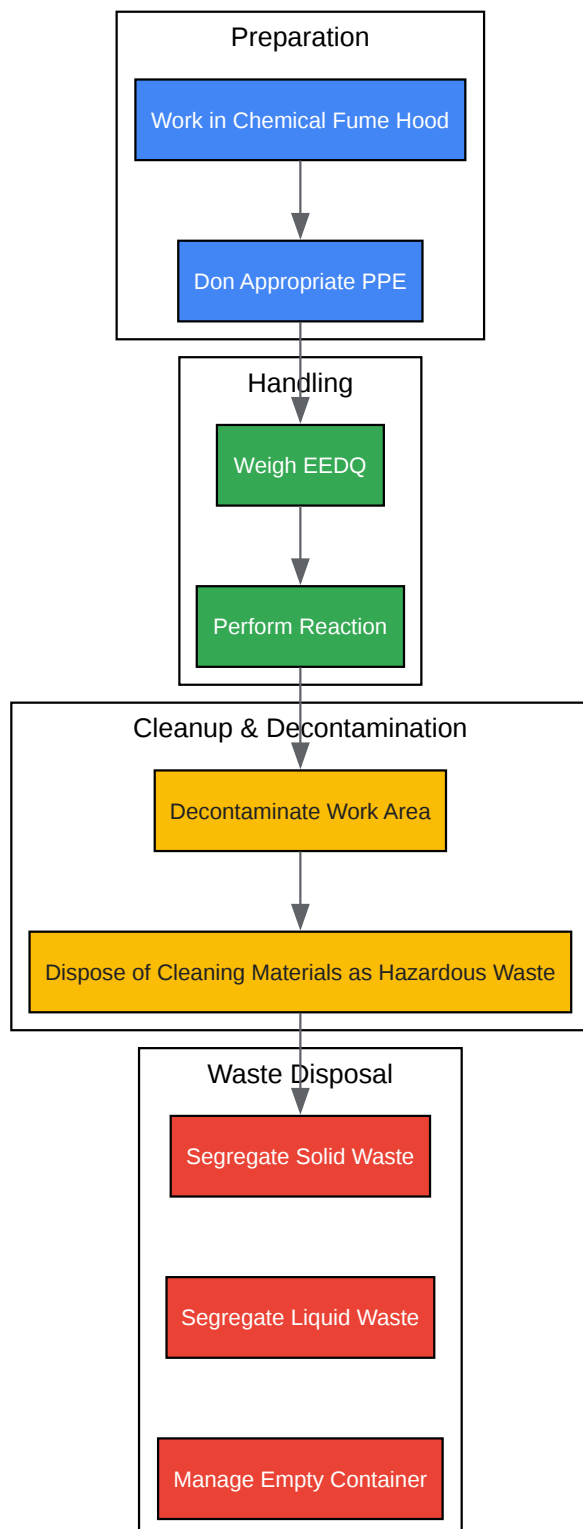 Preparation
Work in Chemical Fume Hood
Don Appropriate PPE
Handling
Weigh EEDQ
Perform Reaction
Cleanup & Decontamination
Decontaminate Work Area
Dispose of Cleaning Materials as Hazardous Waste
Waste Disposal
Segregate Solid Waste
Segregate Liquid Waste
Manage Empty Container